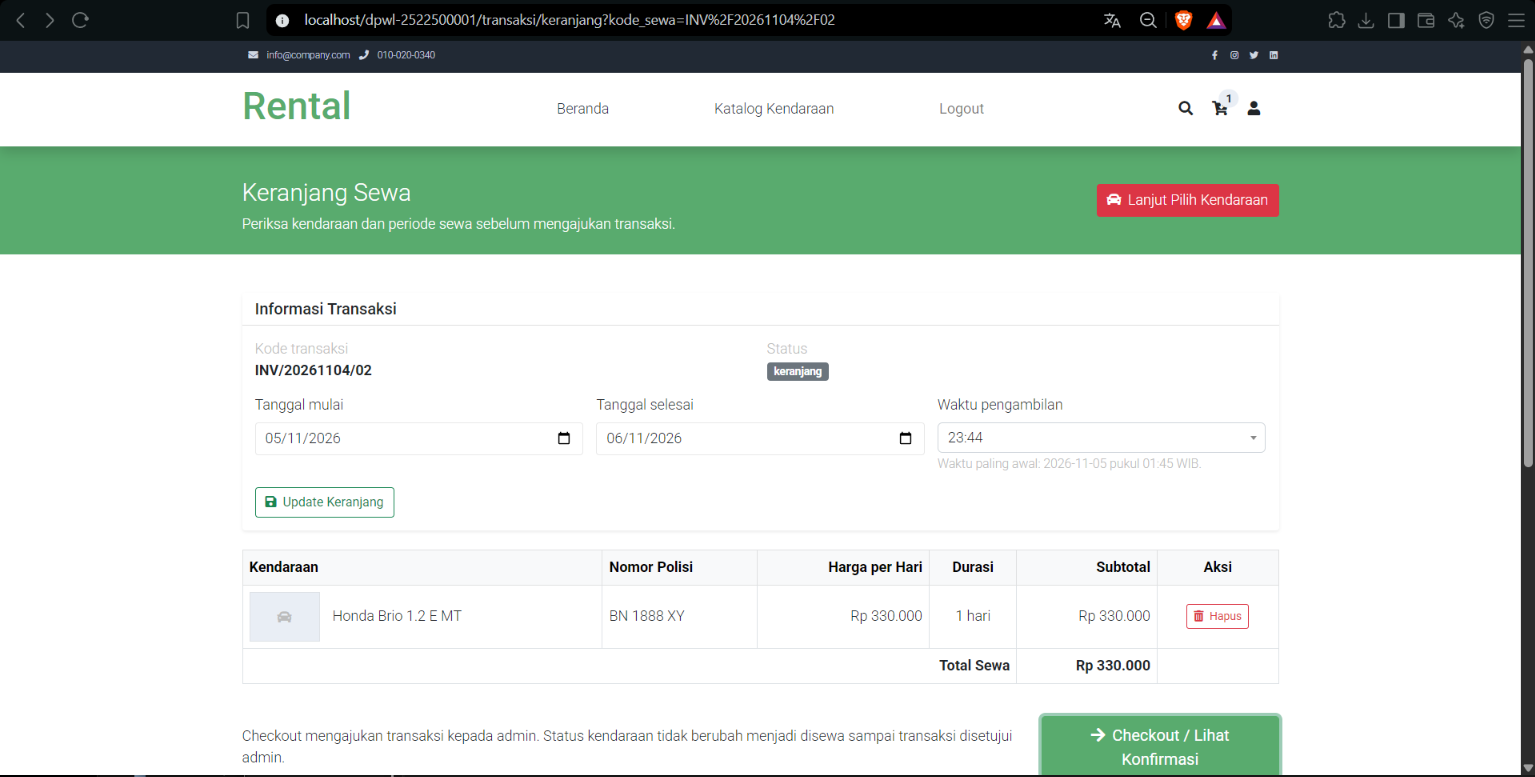 localhost/dpwl-2522500001/transaksi/keranjang?kode_sewa=INV%2F20261104%2F02
info@company.com 010-020-0340
Rental Beranda Katalog Kendaraan Logout 1
Keranjang Sewa
Periksa kendaraan dan periode sewa sebelum mengajukan transaksi.
Lanjut Pilih Kendaraan
Informasi Transaksi
Kode transaksi Status
INV/20261104/02 keranjang
Tanggal mulai Tanggal selesai Waktu pengambilan
05/11/2026 06/11/2026 23:44
Waktu paling awal: 2026-11-05 pukul 01.45 WIB.
Update Keranjang
Kendaraan Nomor Polisi Harga per Hari Durasi Subtotal Aksi
Honda Brio 1.2 E MT BN 1888 XY Rp 330.000 1 hari Rp 330.000 Hapus
Total Sewa Rp 330.000
Checkout mengajukan transaksi kepada admin. Status kendaraan tidak berubah menjadi disewa sampai transaksi disetujui
admin.
Checkout / Lihat
Konfirmasi